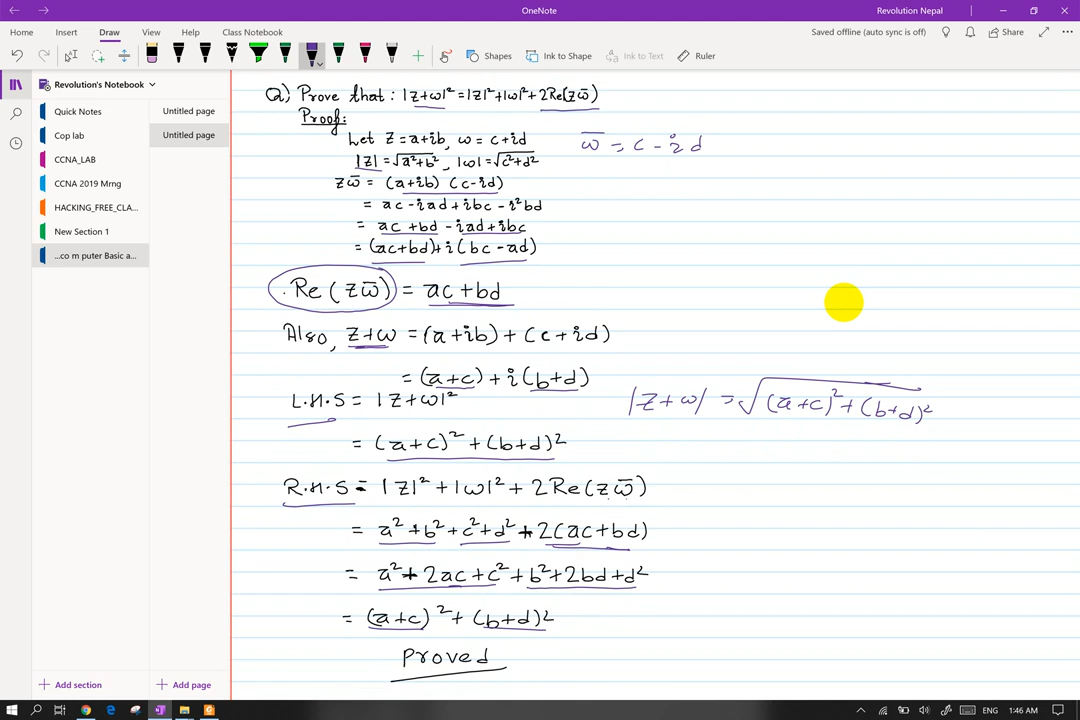 OneNote
Revolution Nepal
Home Insert Draw View Help Class Notebook
Saved offline (auto sync is off) Share
Shapes Ink to Shape Ink to Text Ruler
Revolution's Notebook
Quick Notes
Cop lab
CCNA_LAB
CCNA 2019 Mrng
HACKING_FREE_CLA...
New Section 1
...co m puter Basic a...
Untitled page
Untitled page
Q) Prove that: |z+ω|² = |z|²+|ω|²+2Re(zω̅)
Proof:
Let z=a+ib, ω=c+id
ω̅ = c-id
|z|=√a²+b², |ω|=√c²+d²
zω̅ = (a+ib) (c-id)
= ac-iad+ibc-i²bd
= ac+bd-iad+ibc
= (ac+bd)+i(bc-ad)
. Re(zω̅) = ac+bd
Also, z+ω = (a+ib)+(c+id)
= (a+c)+i(b+d)
L.H.S = |z+ω|²
|z+ω| = √(a+c)²+(b+d)²
= (a+c)²+(b+d)²
R.H.S = |z|²+|ω|²+2Re(zω̅)
= a²+b²+c²+d²+2(ac+bd)
= a²+2ac+c²+b²+2bd+d²
= (a+c)²+(b+d)²
Proved
Add section
Add page
ENG 1:46 AM